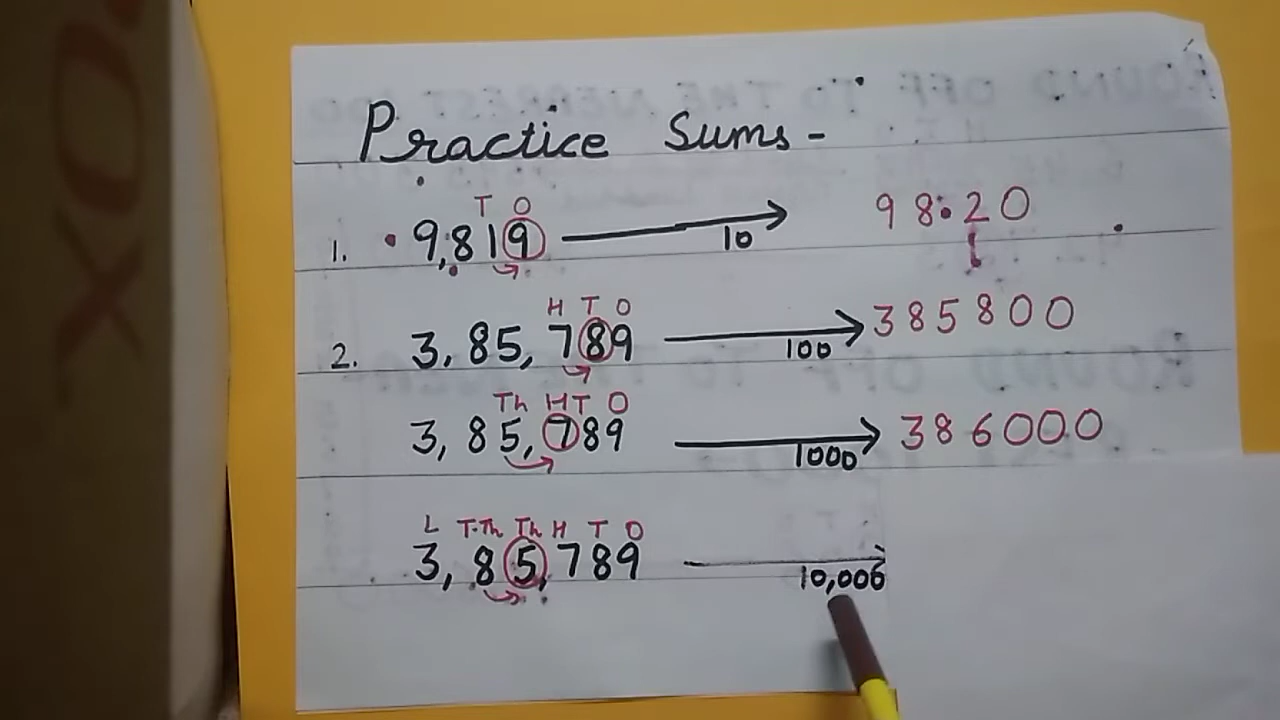 Practice Sums -
T O
1. 9,819 → 10 98.20
H T O
2. 3,85,789 → 100 385800
Th H T O
3,85,789 → 1000 386000
L T.Th Th H T O
3,85,789 → 10,000